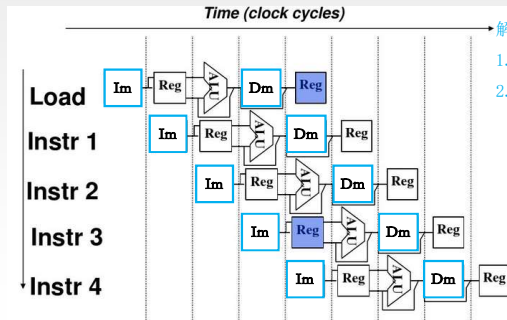 Time (clock cycles)
解
1.
2.
Load Im Reg ALU Dm Reg
Instr 1 Im Reg ALU Dm Reg
Instr 2 Im Reg ALU Dm Reg
Instr 3 Im Reg ALU Dm Reg
Instr 4 Im Reg ALU Dm Reg